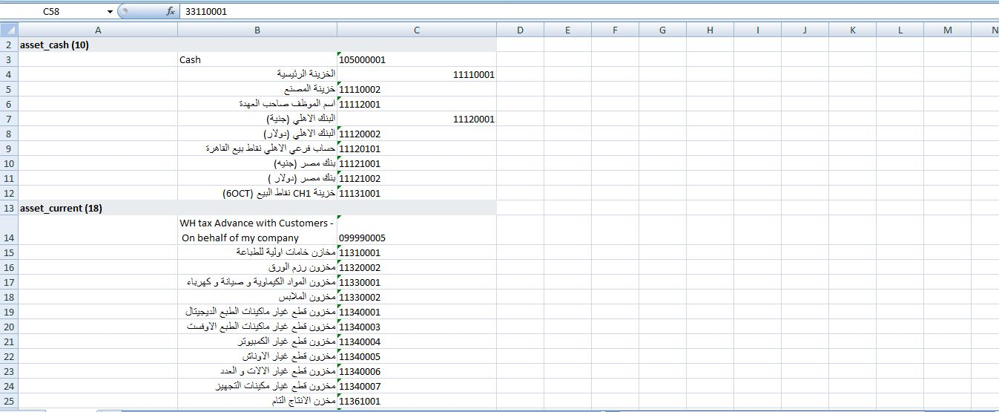 C58 fx 33110001
A B C D E F G H I J K L M N
2 asset_cash (10)
3 Cash 105000001
4 الخزينة الرئيسية 11110001
5 خزينة المصنع 11110002
6 اسم الموظف صاحب العهدة 11112001
7 البنك الاهلي (جنية) 11120001
8 البنك الاهلي (دولار) 11120002
9 حساب فرعي الاهلي نقاط بيع القاهرة 11120101
10 بنك مصر (جنيه) 11121001
11 بنك مصر (دولار ) 11121002
12 خزينة CH1 نقاط البيع (6OCT) 11131001
13 asset_current (18)
WH tax Advance with Customers -
14 On behalf of my company 099990005
15 مخازن خامات اولية للطباعة 11310001
16 مخزون رزم الورق 11320002
17 مخزون المواد الكيماوية و صيانة و كهرباء 11330001
18 مخزون الملابس 11330002
19 مخزون قطع غيار ماكينات الطبع الديجيتال 11340001
20 مخزون قطع غيار ماكينات الطبع الاوفست 11340003
21 مخزون قطع غيار الكمبيوتر 11340004
22 مخزون قطع غيار الاوناش 11340005
23 مخزون قطع غيار الالات و العدد 11340006
24 مخزون قطع غيار مكينات التجهيز 11340007
25 مخزن الانتاج التام 11361001